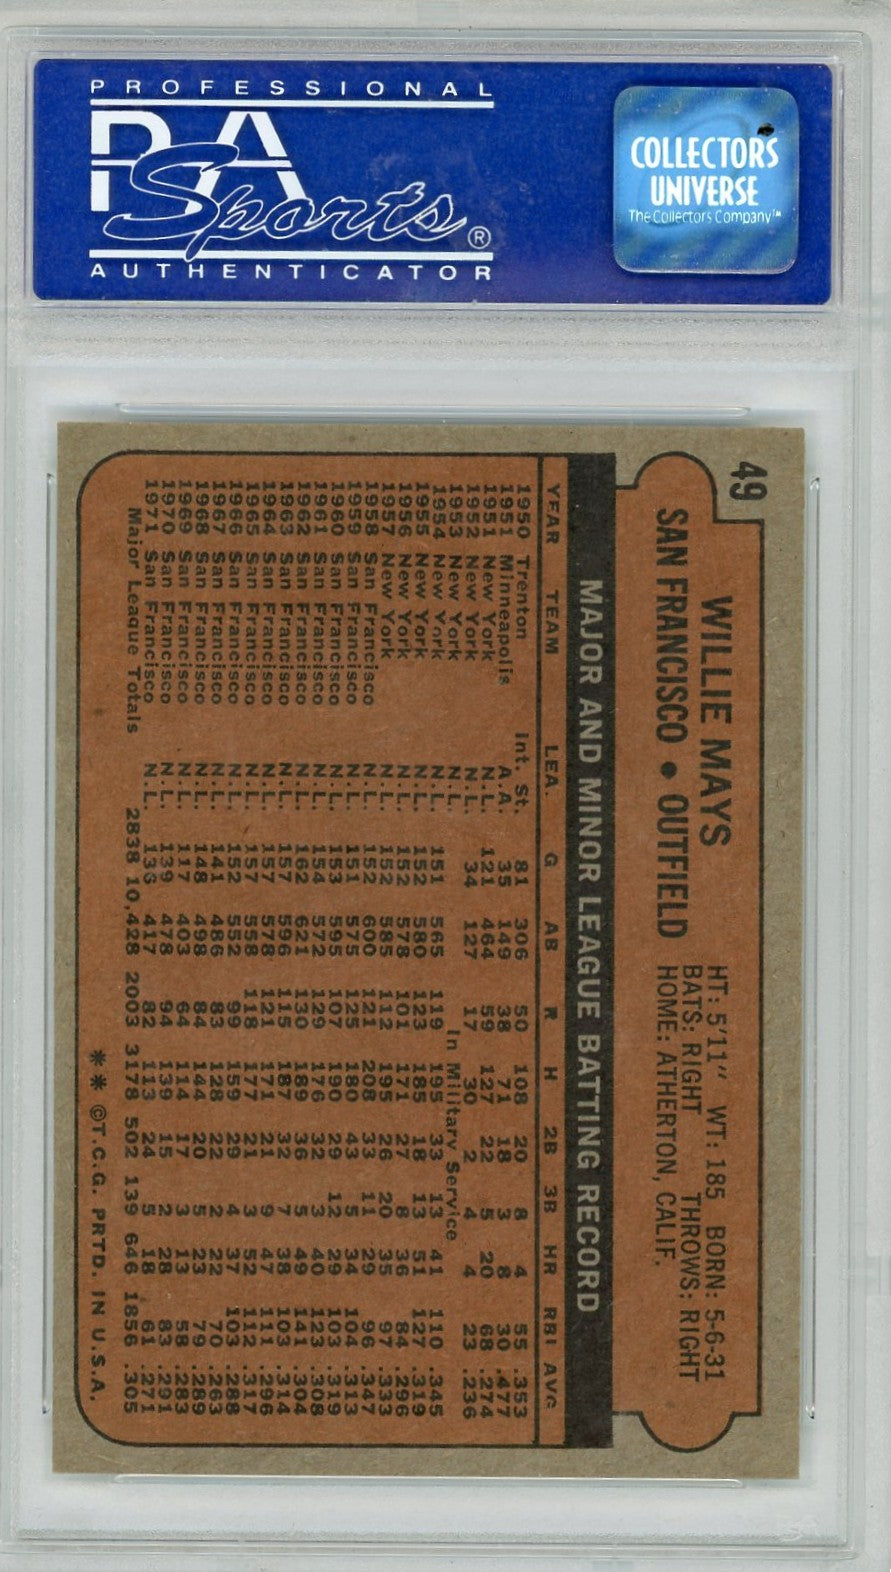 PROFESSIONAL
PSA
Sports ®
AUTHENTICATOR
COLLECTORS
UNIVERSE
The Collectors Company™
49
WILLIE MAYS
SAN FRANCISCO • OUTFIELD
HT: 5'11" WT: 185 BORN: 5-6-31
BATS: RIGHT THROWS: RIGHT
HOME: ATHERTON, CALIF.
MAJOR AND MINOR LEAGUE BATTING RECORD
YEAR TEAM LEA. G AB R H 2B 3B HR RBI AVG.
1950 Trenton Int. St. 81 306 50 108 20 8 4 55 .353
1951 Minneapolis A.A. 35 149 38 71 18 3 8 30 .477
1951 New York N.L. 121 464 59 127 22 5 20 68 .274
1952 New York N.L. 34 127 17 30 2 4 4 23 .236
1953 New York N.L. In Military Service
1954 New York N.L. 151 565 119 195 33 13 41 110 .345
1955 New York N.L. 152 580 123 185 18 13 51 127 .319
1956 New York N.L. 152 578 101 171 27 8 36 84 .296
1957 New York N.L. 152 585 112 195 26 20 35 97 .333
1958 San Francisco N.L. 152 600 121 208 33 11 29 96 .347
1959 San Francisco N.L. 151 575 125 180 43 5 34 104 .313
1960 San Francisco N.L. 153 595 107 190 29 12 29 103 .319
1961 San Francisco N.L. 154 572 129 176 32 3 40 123 .308
1962 San Francisco N.L. 162 621 130 189 36 5 49 141 .304
1963 San Francisco N.L. 157 596 115 187 32 7 38 103 .314
1964 San Francisco N.L. 157 578 121 171 21 9 47 111 .296
1965 San Francisco N.L. 157 558 118 177 21 3 52 112 .317
1966 San Francisco N.L. 152 552 99 159 29 4 37 103 .288
1967 San Francisco N.L. 141 486 83 128 22 2 22 70 .263
1968 San Francisco N.L. 148 498 84 144 20 5 23 79 .289
1969 San Francisco N.L. 117 403 64 114 17 3 13 58 .283
1970 San Francisco N.L. 139 478 94 139 15 2 28 83 .291
1971 San Francisco N.L. 136 417 82 113 24 5 18 61 .271
Major League Totals 2838 10,428 2003 3178 502 139 646 1856 .305
** ©T.C.G. PRTD. IN U.S.A.